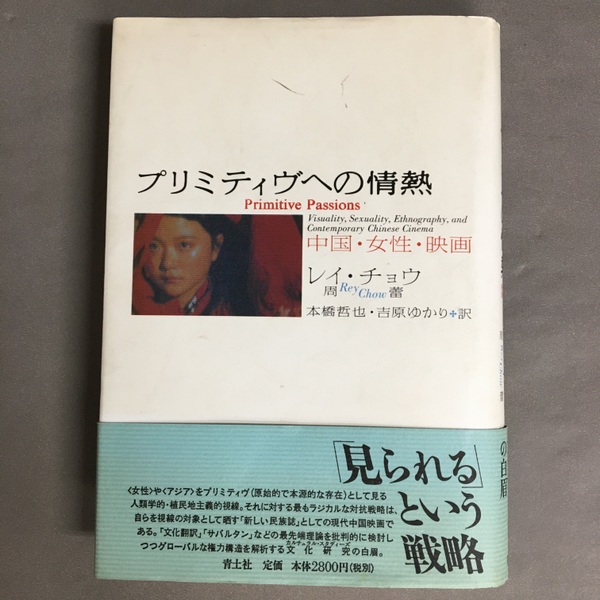 プリミティヴへの情熱
Primitive Passions
Visuality, Sexuality, Ethnography, and
Contemporary Chinese Cinema
中国・女性・映画
レイ・チョウ
周 Rey Chow 蕾
本橋哲也・吉原ゆかり+訳
「見られる」
という
戦略
〈女性〉や〈アジア〉をプリミティヴ(原始的で本源的な存在)として見る
人類学的・植民地主義的視線。それに対する最もラジカルな対抗戦略は、
自らを視線の対象として晒す「新しい民族誌」としての現代中国映画で
ある。「文化翻訳」「サバルタン」などの最先端理論を批判的に検討し
つつグローバルな権力構造を解析する文化研究の白眉。
カルチュラル・スタディーズ
青土社 定価 本体2800円(税別)
の白眉